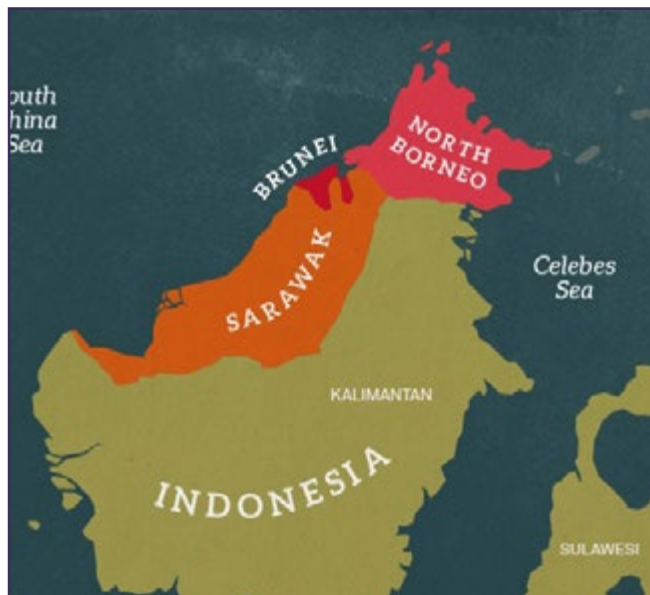 outh
hina
Sea
NORTH
BORNEO
BRUNEI
SARAWAK
Celebes
Sea
KALIMANTAN
INDONESIA
SULAWESI